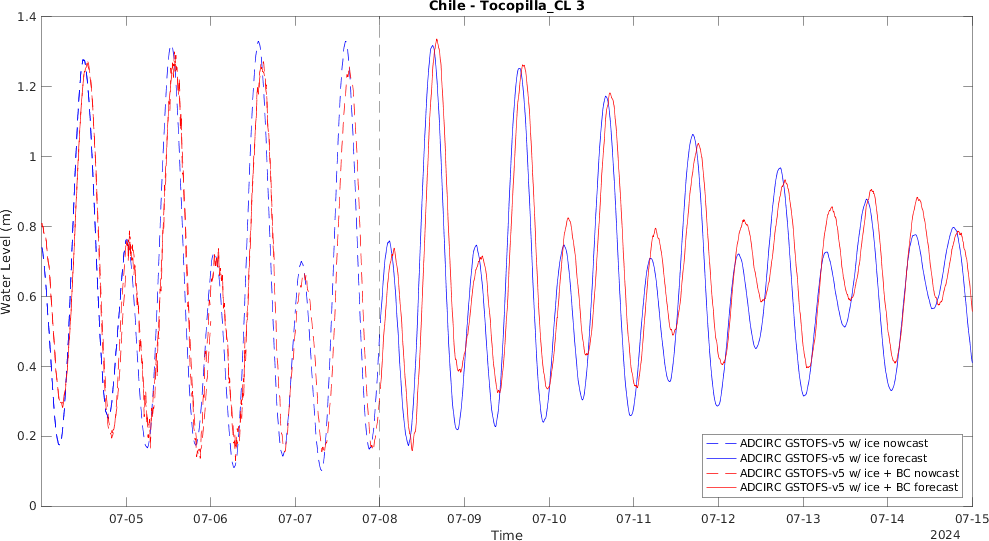 Chile - Tocopilla_CL 3
1.4
1.2
1
0.8
0.6
0.4
0.2
0
Water Level (m)
ADCIRC GSTOFS-v5 w/ ice nowcast
ADCIRC GSTOFS-v5 w/ ice forecast
ADCIRC GSTOFS-v5 w/ ice + BC nowcast
ADCIRC GSTOFS-v5 w/ ice + BC forecast
07-05 07-06 07-07 07-08 07-09 07-10 07-11 07-12 07-13 07-14 07-15
Time
2024